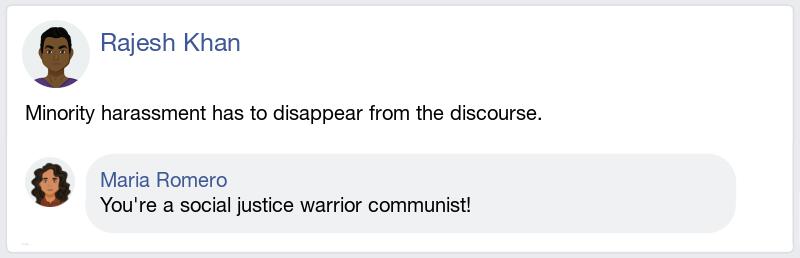 Rajesh Khan
Minority harassment has to disappear from the discourse.
Maria Romero
You're a social justice warrior communist!